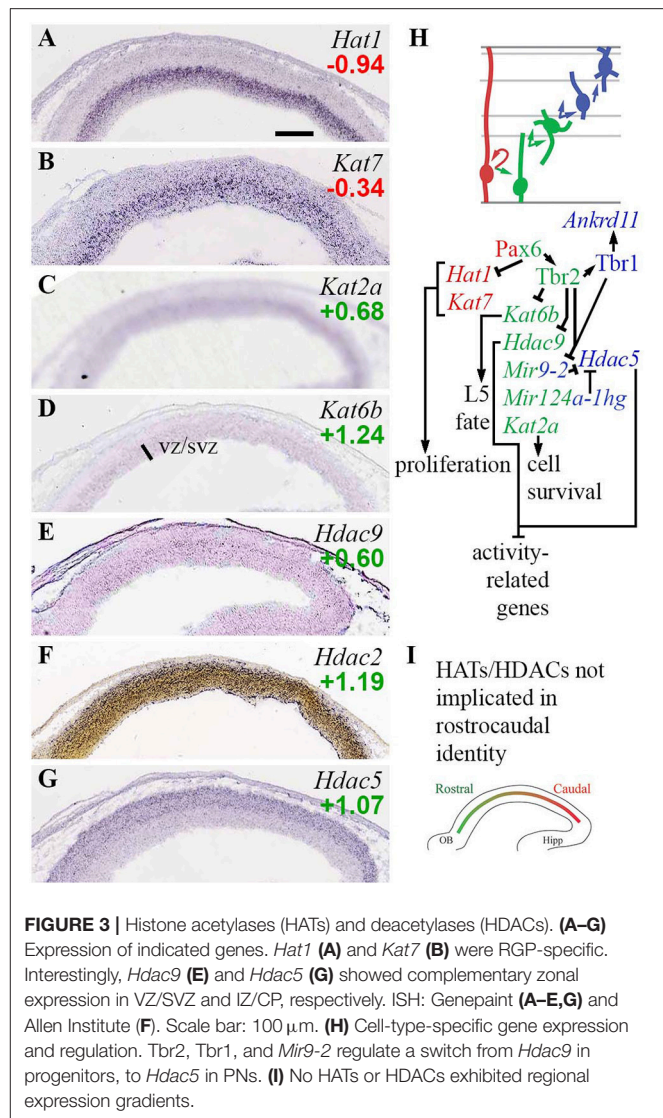 A
Hat1
-0.94
B
Kat7
-0.34
C
Kat2a
+0.68
D
Kat6b
+1.24
vz/svz
E
Hdac9
+0.60
F
Hdac2
+1.19
G
Hdac5
+1.07
H
Ankrd11
Pax6
Tbr1
Hat1
Tbr2
Kat7
Kat6b
Hdac9
Mir9-2
Hdac5
Mir124a-1hg
L5
fate
Kat2a
proliferation
cell
survival
activity-
related
genes
I
HATs/HDACs not
implicated in
rostrocaudal
identity
Rostral
Caudal
OB
Hipp
FIGURE 3 | Histone acetylases (HATs) and deacetylases (HDACs). (A–G)
Expression of indicated genes. Hat1 (A) and Kat7 (B) were RGP-specific.
Interestingly, Hdac9 (E) and Hdac5 (G) showed complementary zonal
expression in VZ/SVZ and IZ/CP, respectively. ISH: Genepaint (A–E,G) and
Allen Institute (F). Scale bar: 100 μm. (H) Cell-type-specific gene expression
and regulation. Tbr2, Tbr1, and Mir9-2 regulate a switch from Hdac9 in
progenitors, to Hdac5 in PNs. (I) No HATs or HDACs exhibited regional
expression gradients.